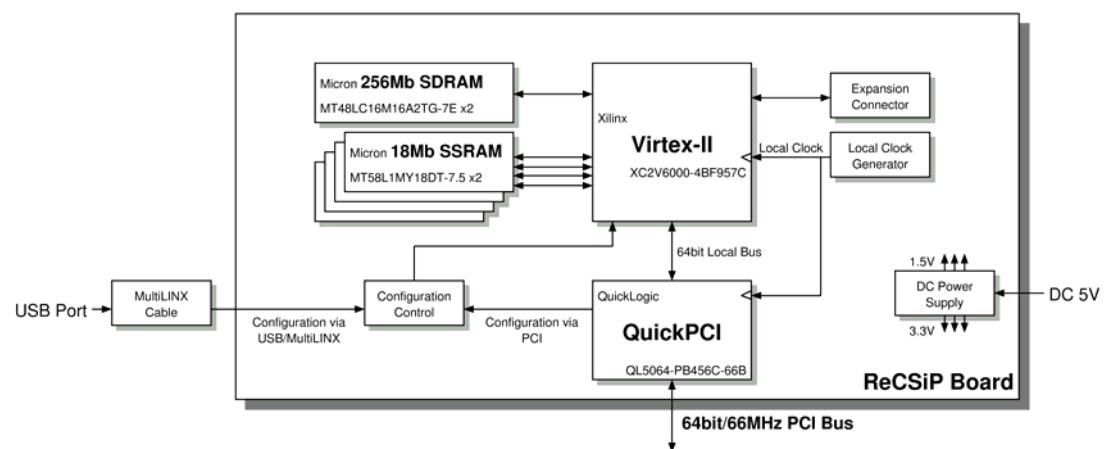 Micron 256Mb SDRAM
MT48LC16M16A2TG-7E x2
Micron 18Mb SSRAM
MT58L1MY18DT-7.5 x2
Xilinx
Virtex-II
XC2V6000-4BF957C
Expansion
Connector
Local Clock
Local Clock
Generator
64bit Local Bus
USB Port
MultiLINX
Cable
Configuration via
USB/MultiLINX
Configuration
Control
Configuration via
PCI
QuickLogic
QuickPCI
QL5064-PB456C-66B
1.5V
DC Power
Supply
3.3V
DC 5V
ReCSiP Board
64bit/66MHz PCI Bus